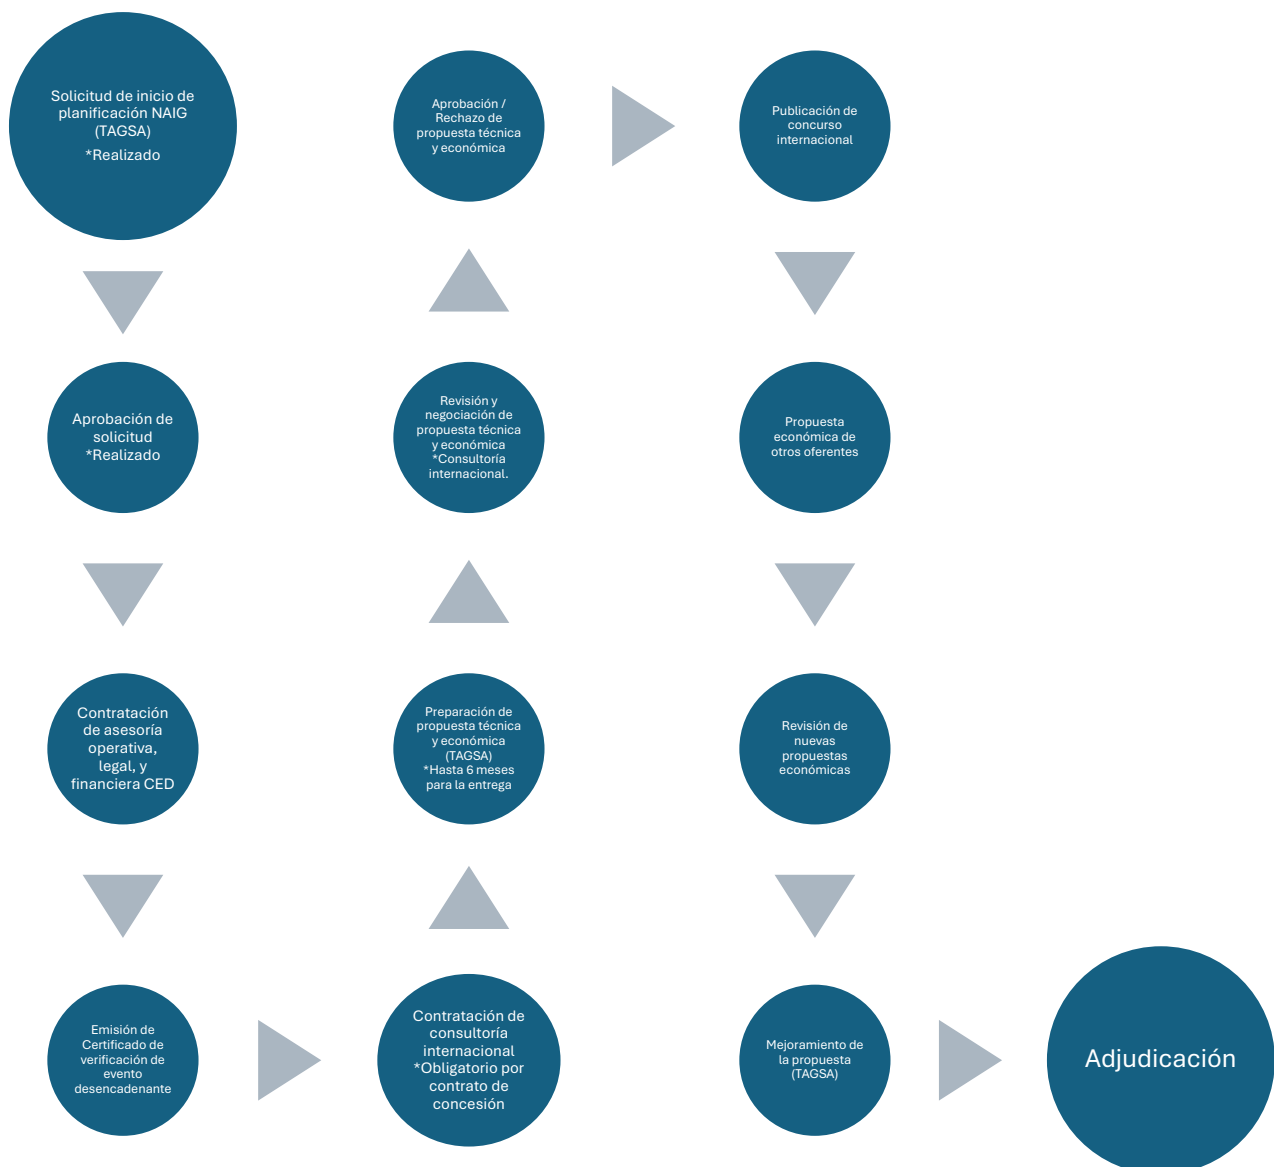 Solicitud de inicio de
planificación NAIG
(TAGSA)
*Realizado
Aprobación de
solicitud
*Realizado
Contratación
de asesoría
operativa,
legal, y
financiera CED
Emisión de
Certificado de
verificación de
evento
desencadenante
Contratación de
consultoría
internacional
*Obligatorio por
contrato de
concesión
Preparación de
propuesta técnica
y económica
(TAGSA)
*Hasta 6 meses
para la entrega
Revisión y
negociación de
propuesta técnica
y económica
*Consultoría
internacional.
Aprobación /
Rechazo de
propuesta técnica
y económica
Publicación de
concurso
internacional
Propuesta
económica de
otros oferentes
Revisión de
nuevas
propuestas
económicas
Mejoramiento de
la propuesta
(TAGSA)
Adjudicación